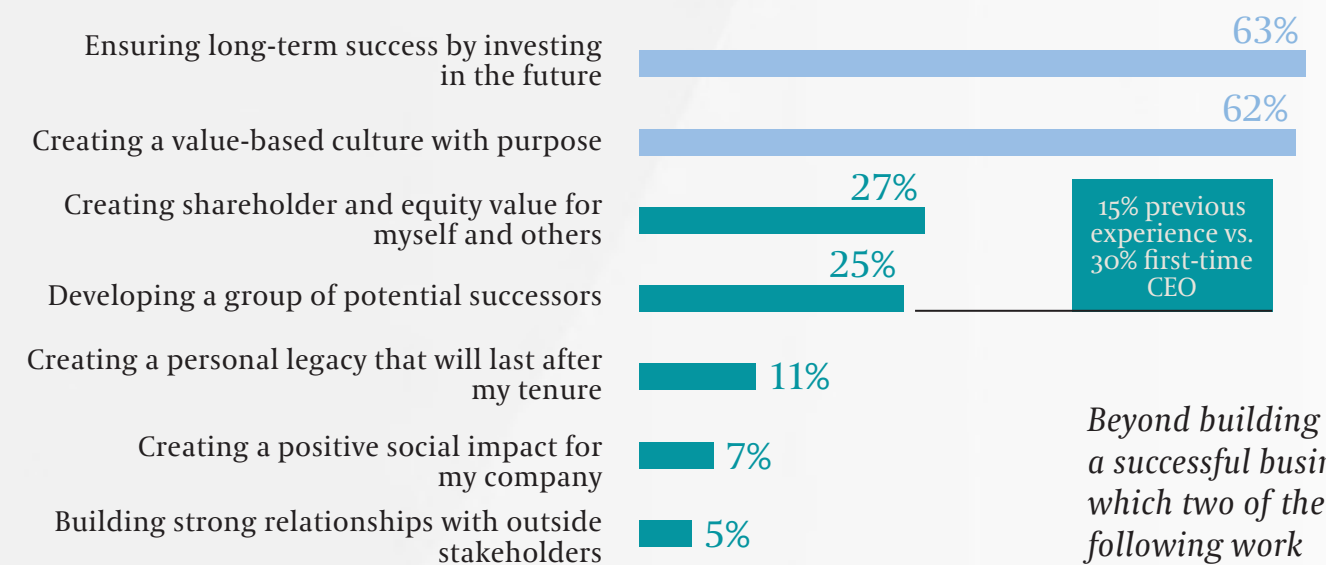 63%
Ensuring long-term success by investing
in the future
62%
Creating a value-based culture with purpose
27%
Creating shareholder and equity value for
myself and others
15% previous
experience vs.
30% first-time
CEO
25%
Developing a group of potential successors
Creating a personal legacy that will last after
my tenure
11%
Creating a positive social impact for
my company
7%
Building strong relationships with outside
stakeholders
5%
Beyond building
a successful
which two of the
following work